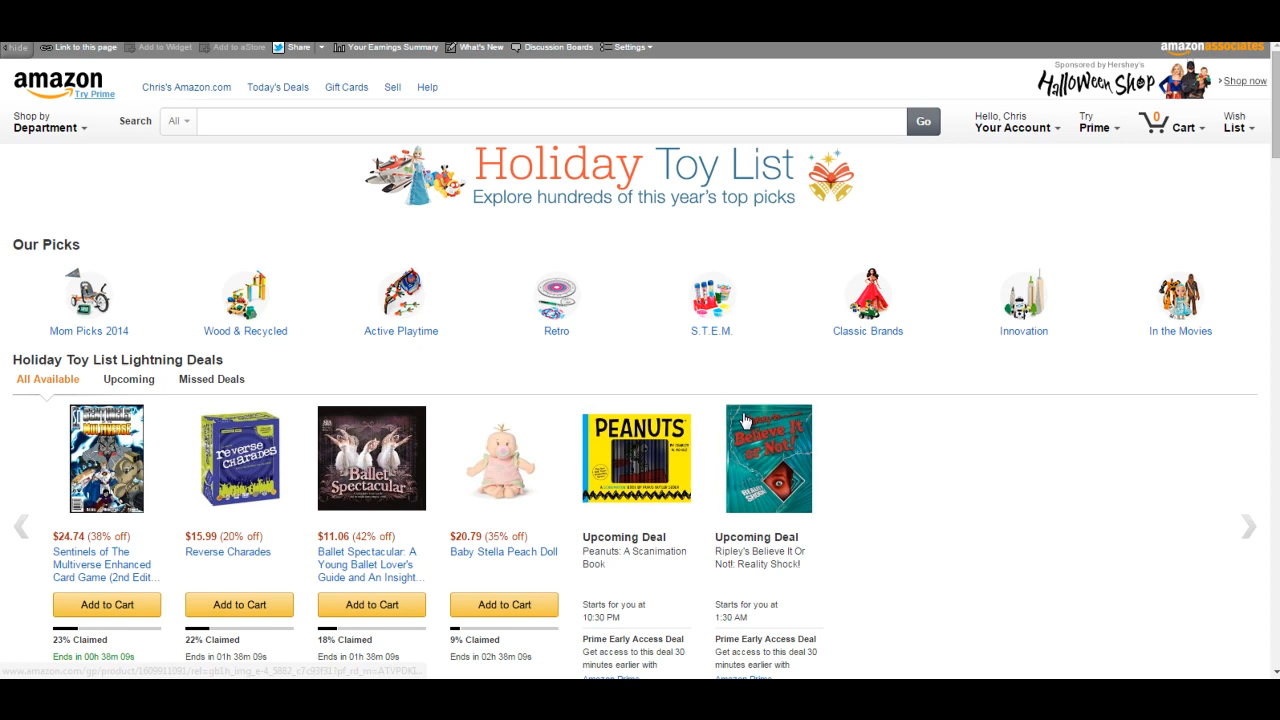 hide Link to this page Add to Widget Add to aStore Share Your Earnings Summary What's New Discussion Boards Settings amazonassociates
amazon Try Prime
Chris's Amazon.com Today's Deals Gift Cards Sell Help
Sponsored by Hershey's
Halloween Shop Shop now
Shop by
Department
Search All Go
Hello, Chris
Your Account
Try
Prime
0
Cart
Wish
List
Holiday Toy List
Explore hundreds of this year's top picks
Our Picks
Mom Picks 2014 Wood & Recycled Active Playtime Retro S.T.E.M. Classic Brands Innovation In the Movies
Holiday Toy List Lightning Deals
All Available Upcoming Missed Deals
MULTIVERSE
$24.74 (38% off)
Sentinels of The
Multiverse Enhanced
Card Game (2nd Edit...
Add to Cart
23% Claimed
Ends in 00h 38m 09s
reverse
CHARADES
$15.99 (20% off)
Reverse Charades
Add to Cart
22% Claimed
Ends in 01h 38m 09s
Ballet
Spectacular
$11.06 (42% off)
Ballet Spectacular: A
Young Ballet Lover's
Guide and An Insight...
Add to Cart
18% Claimed
Ends in 01h 38m 09s
$20.79 (35% off)
Baby Stella Peach Doll
Add to Cart
9% Claimed
Ends in 02h 38m 09s
PEANUTS
Upcoming Deal
Peanuts: A Scanimation
Book
Starts for you at
10:30 PM
Prime Early Access Deal
Get access to this deal 30
minutes earlier with
Amazon Prime
Believe It
or Not!
REALITY SHOCK!
Upcoming Deal
Ripley's Believe It Or
Not!: Reality Shock!
Starts for you at
1:30 AM
Prime Early Access Deal
Get access to this deal 30
minutes earlier with
Amazon Prime